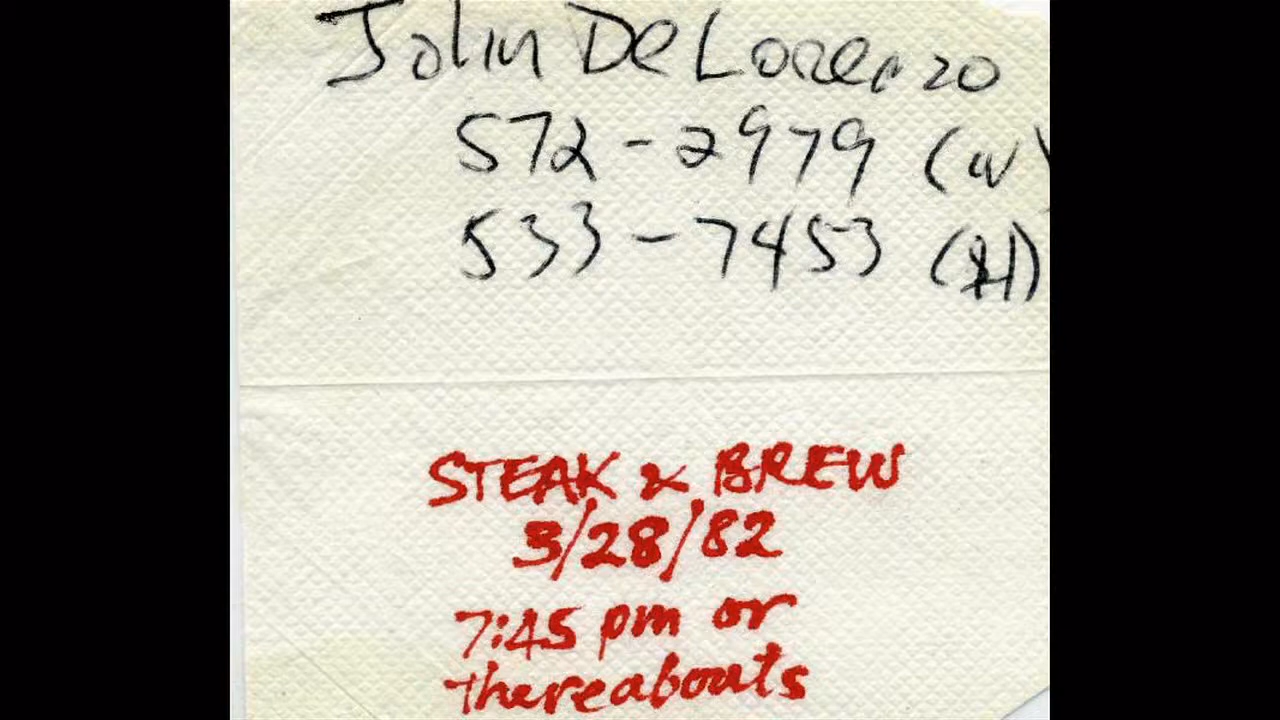 John DeLorenzo
572-2979 (W)
533-7453 (H)
STEAK & BREW
3/28/82
7:45 pm or
thereabouts